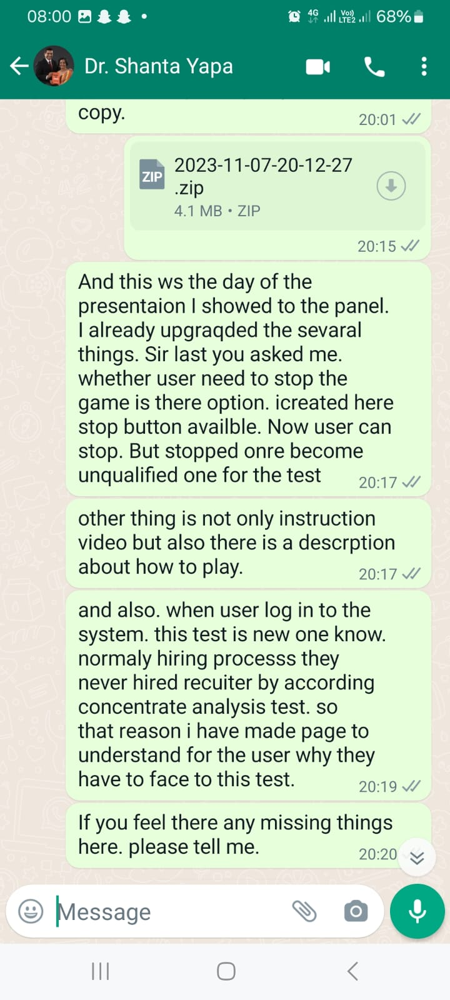 08:00
4G Vo)) LTE2 68%
Dr. Shanta Yapa
copy.
20:01
ZIP
2023-11-07-20-12-27
.zip
4.1 MB • ZIP
20:15
And this ws the day of the
presentaion I showed to the panel.
I already upgraqded the sevaral
things. Sir last you asked me.
whether user need to stop the
game is there option. icreated here
stop button availble. Now user can
stop. But stopped onre become
unqualified one for the test
20:17
other thing is not only instruction
video but also there is a descrption
about how to play.
20:17
and also. when user log in to the
system. this test is new one know.
normaly hiring processs they
never hired recuiter by according
concentrate analysis test. so
that reason i have made page to
understand for the user why they
have to face to this test.
20:19
If you feel there any missing things
here. please tell me.
20:20
Message